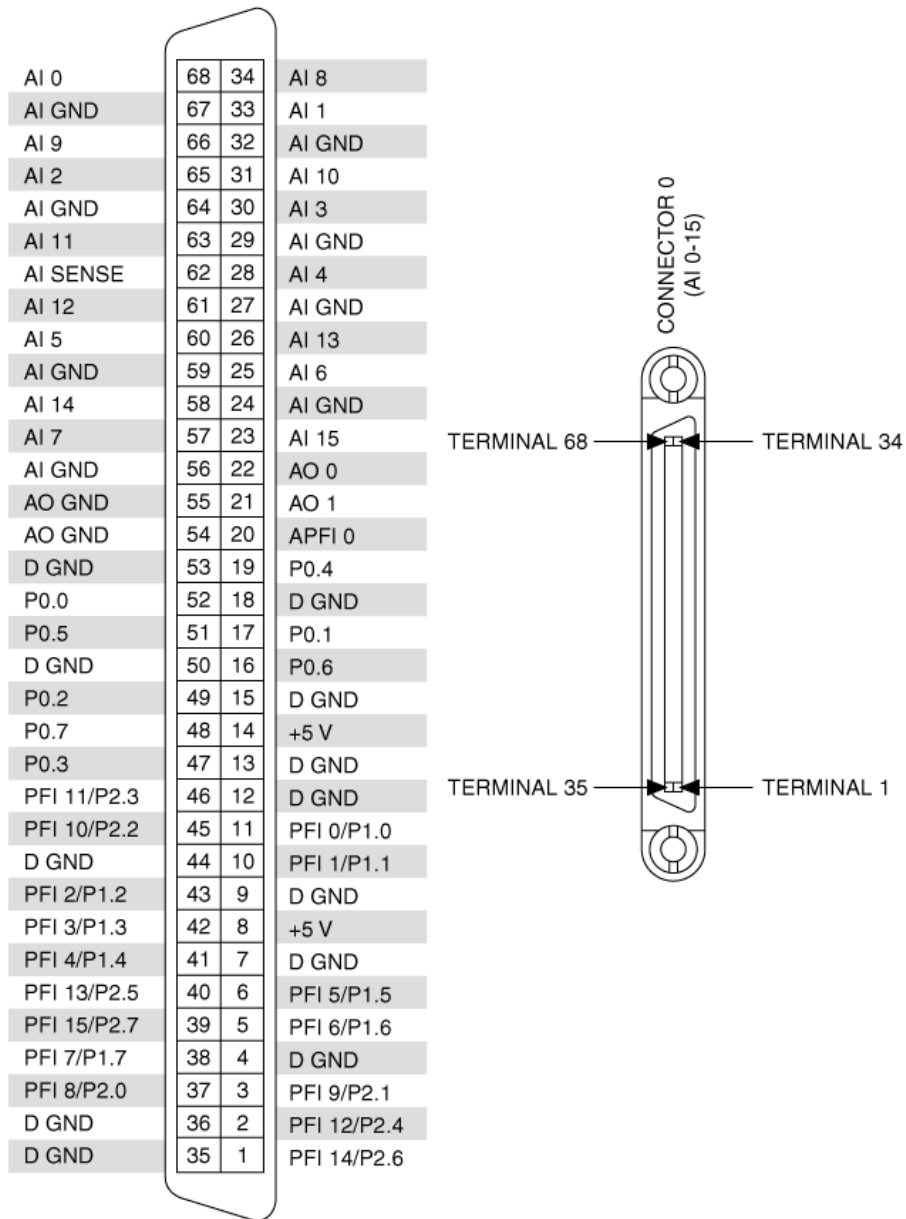 AI 0 68 34 AI 8
AI GND 67 33 AI 1
AI 9 66 32 AI GND
AI 2 65 31 AI 10
AI GND 64 30 AI 3
AI 11 63 29 AI GND
AI SENSE 62 28 AI 4
AI 12 61 27 AI GND
AI 5 60 26 AI 13
AI GND 59 25 AI 6
AI 14 58 24 AI GND
AI 7 57 23 AI 15
AI GND 56 22 AO 0
AO GND 55 21 AO 1
AO GND 54 20 APFI 0
D GND 53 19 P0.4
P0.0 52 18 D GND
P0.5 51 17 P0.1
D GND 50 16 P0.6
P0.2 49 15 D GND
P0.7 48 14 +5 V
P0.3 47 13 D GND
PFI 11/P2.3 46 12 D GND
PFI 10/P2.2 45 11 PFI 0/P1.0
D GND 44 10 PFI 1/P1.1
PFI 2/P1.2 43 9 D GND
PFI 3/P1.3 42 8 +5 V
PFI 4/P1.4 41 7 D GND
PFI 13/P2.5 40 6 PFI 5/P1.5
PFI 15/P2.7 39 5 PFI 6/P1.6
PFI 7/P1.7 38 4 D GND
PFI 8/P2.0 37 3 PFI 9/P2.1
D GND 36 2 PFI 12/P2.4
D GND 35 1 PFI 14/P2.6
CONNECTOR 0
(AI 0-15)
TERMINAL 68 TERMINAL 34
TERMINAL 35 TERMINAL 1